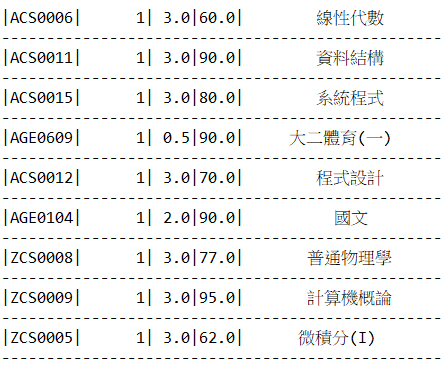 |ACS0006|      1| 3.0|60.0|        線性代數
-------------------------------------------
|ACS0011|      1| 3.0|90.0|        資料結構
-------------------------------------------
|ACS0015|      1| 3.0|80.0|        系統程式
-------------------------------------------
|AGE0609|      1| 0.5|90.0|     大二體育(一)
-------------------------------------------
|ACS0012|      1| 3.0|70.0|        程式設計
-------------------------------------------
|AGE0104|      1| 2.0|90.0|          國文
-------------------------------------------
|ZCS0008|      1| 3.0|77.0|       普通物理學
-------------------------------------------
|ZCS0009|      1| 3.0|95.0|       計算機概論
-------------------------------------------
|ZCS0005|      1| 3.0|62.0|      微積分(I)
-------------------------------------------